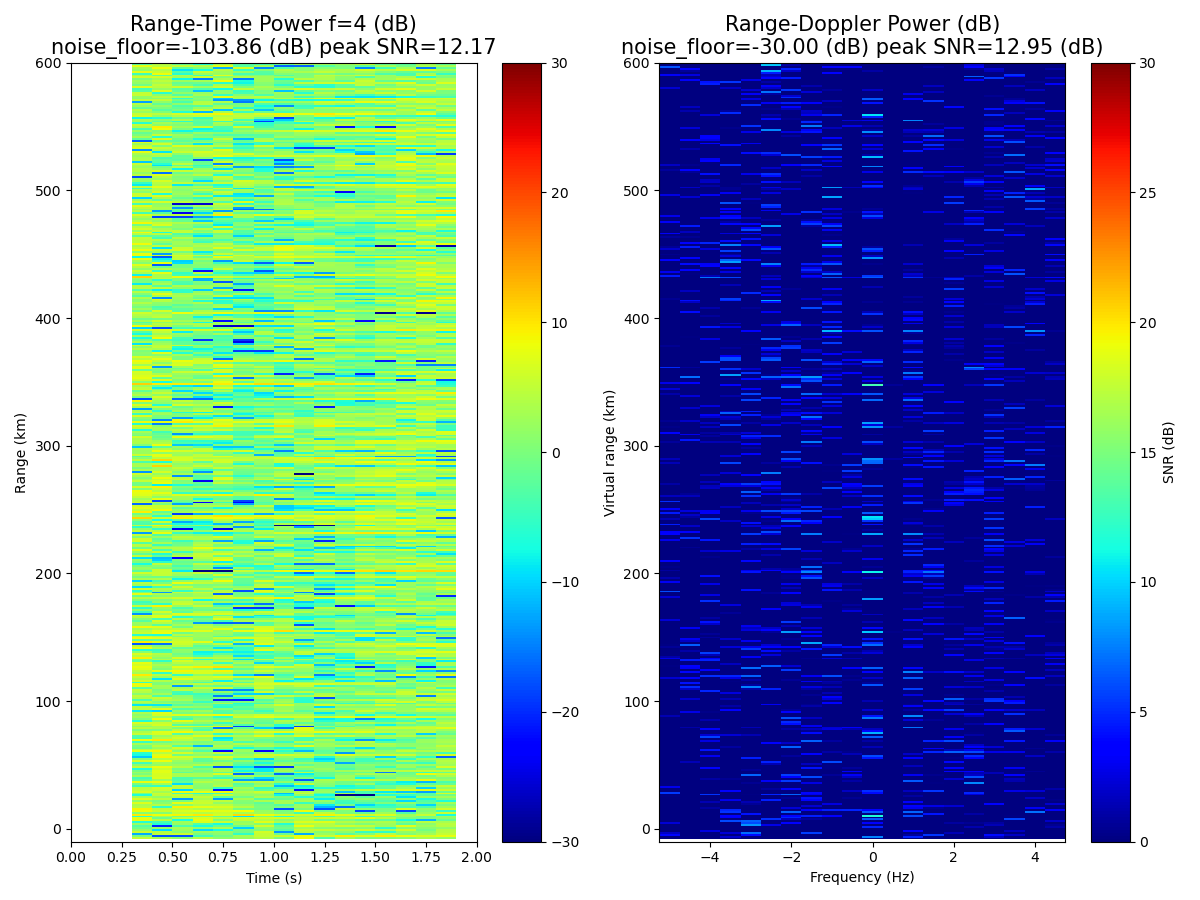 Range-Time Power f=4 (dB)
noise_floor=-103.86 (dB) peak SNR=12.17
Range (km)
600
500
400
300
200
100
0
0.00 0.25 0.50 0.75 1.00 1.25 1.50 1.75 2.00
Time (s)
30
20
10
0
−10
−20
−30
Range-Doppler Power (dB)
noise_floor=-30.00 (dB) peak SNR=12.95 (dB)
Virtual range (km)
600
500
400
300
200
100
0
−4 −2 0 2 4
Frequency (Hz)
30
25
20
15
10
5
0
SNR (dB)